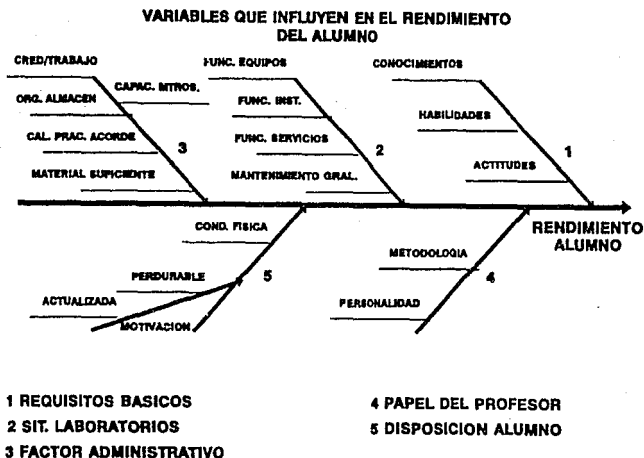 VARIABLES QUE INFLUYEN EN EL RENDIMIENTO
DEL ALUMNO
CRED/TRABAJO
FUNC. EQUIPOS
CONOCIMIENTOS
ORG. ALMACEN
CAPAC. MTROS.
FUNC. INST.
HABILIDADES
CAL. PRAC. ACORDE
3
FUNC. SERVICIOS
2
1
MATERIAL SUFICIENTE
MANTENIMIENTO GRAL.
ACTITUDES
RENDIMIENTO
ALUMNO
COND. FISICA
METODOLOGIA
PERDURABLE
5
4
ACTUALIZADA
MOTIVACION
PERSONALIDAD
1 REQUISITOS BASICOS
2 SIT. LABORATORIOS
3 FACTOR ADMINISTRATIVO
4 PAPEL DEL PROFESOR
5 DISPOSICION ALUMNO